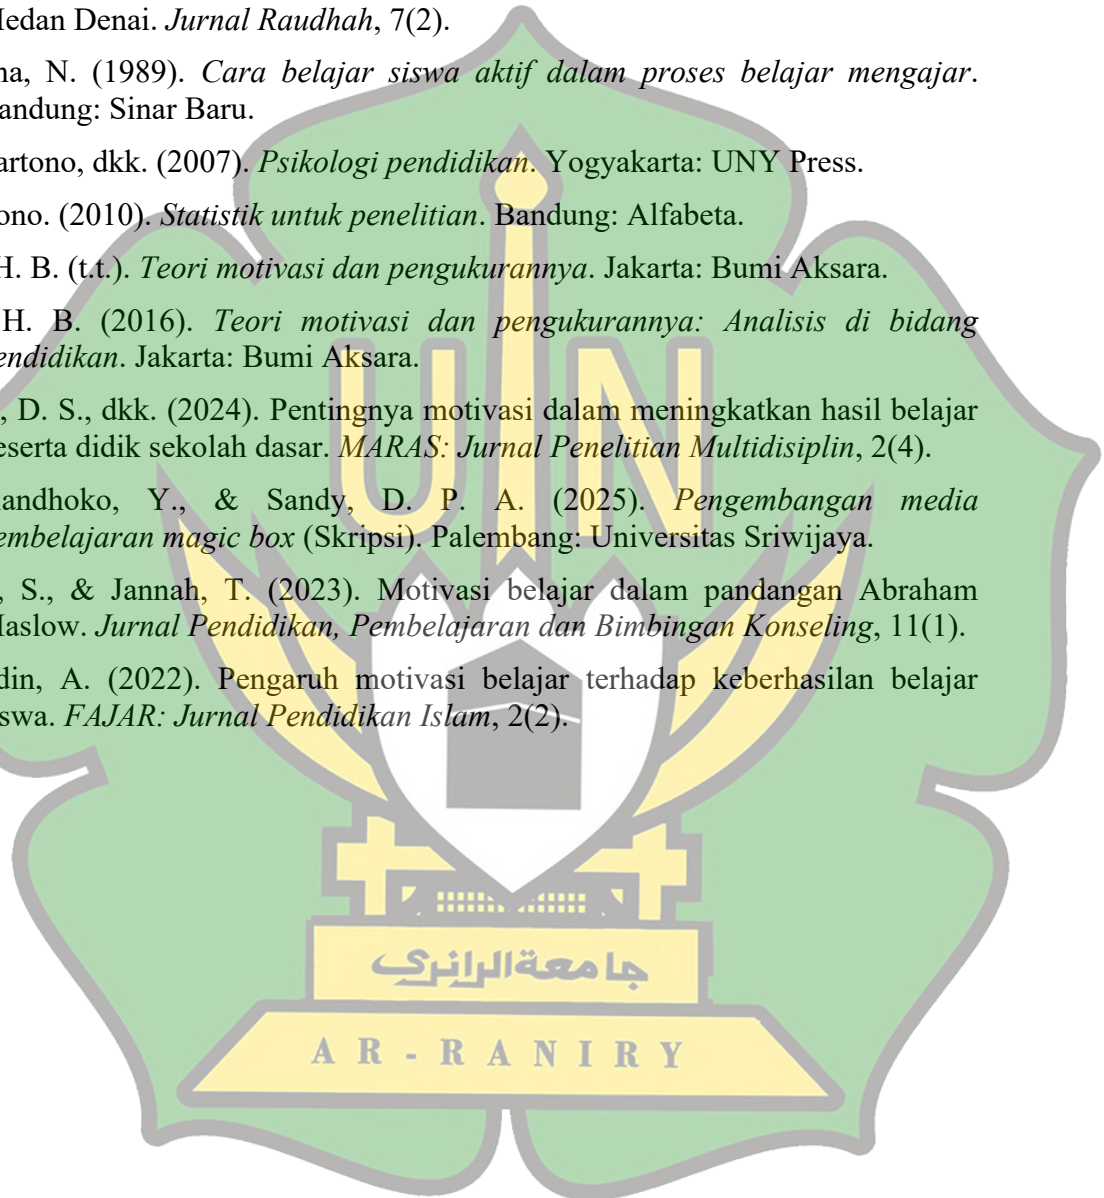 Medan Denai. Jurnal Raudhah, 7(2).
na, N. (1989). Cara belajar siswa aktif dalam proses belajar mengajar.
andung: Sinar Baru.
artono, dkk. (2007). Psikologi pendidikan. Yogyakarta: UNY Press.
ono. (2010). Statistik untuk penelitian. Bandung: Alfabeta.
H. B. (t.t.). Teori motivasi dan pengukurannya. Jakarta: Bumi Aksara.
H. B. (2016). Teori motivasi dan pengukurannya: Analisis di bidang
endidikan. Jakarta: Bumi Aksara.
, D. S., dkk. (2024). Pentingnya motivasi dalam meningkatkan hasil belajar
eserta didik sekolah dasar. MARAS: Jurnal Penelitian Multidisiplin, 2(4).
andhoko, Y., & Sandy, D. P. A. (2025). Pengembangan media
embelajaran magic box (Skripsi). Palembang: Universitas Sriwijaya.
, S., & Jannah, T. (2023). Motivasi belajar dalam pandangan Abraham
Maslow. Jurnal Pendidikan, Pembelajaran dan Bimbingan Konseling, 11(1).
din, A. (2022). Pengaruh motivasi belajar terhadap keberhasilan belajar
swa. FAJAR: Jurnal Pendidikan Islam, 2(2).
UIN
جامعة الرانري
AR-RANIRY